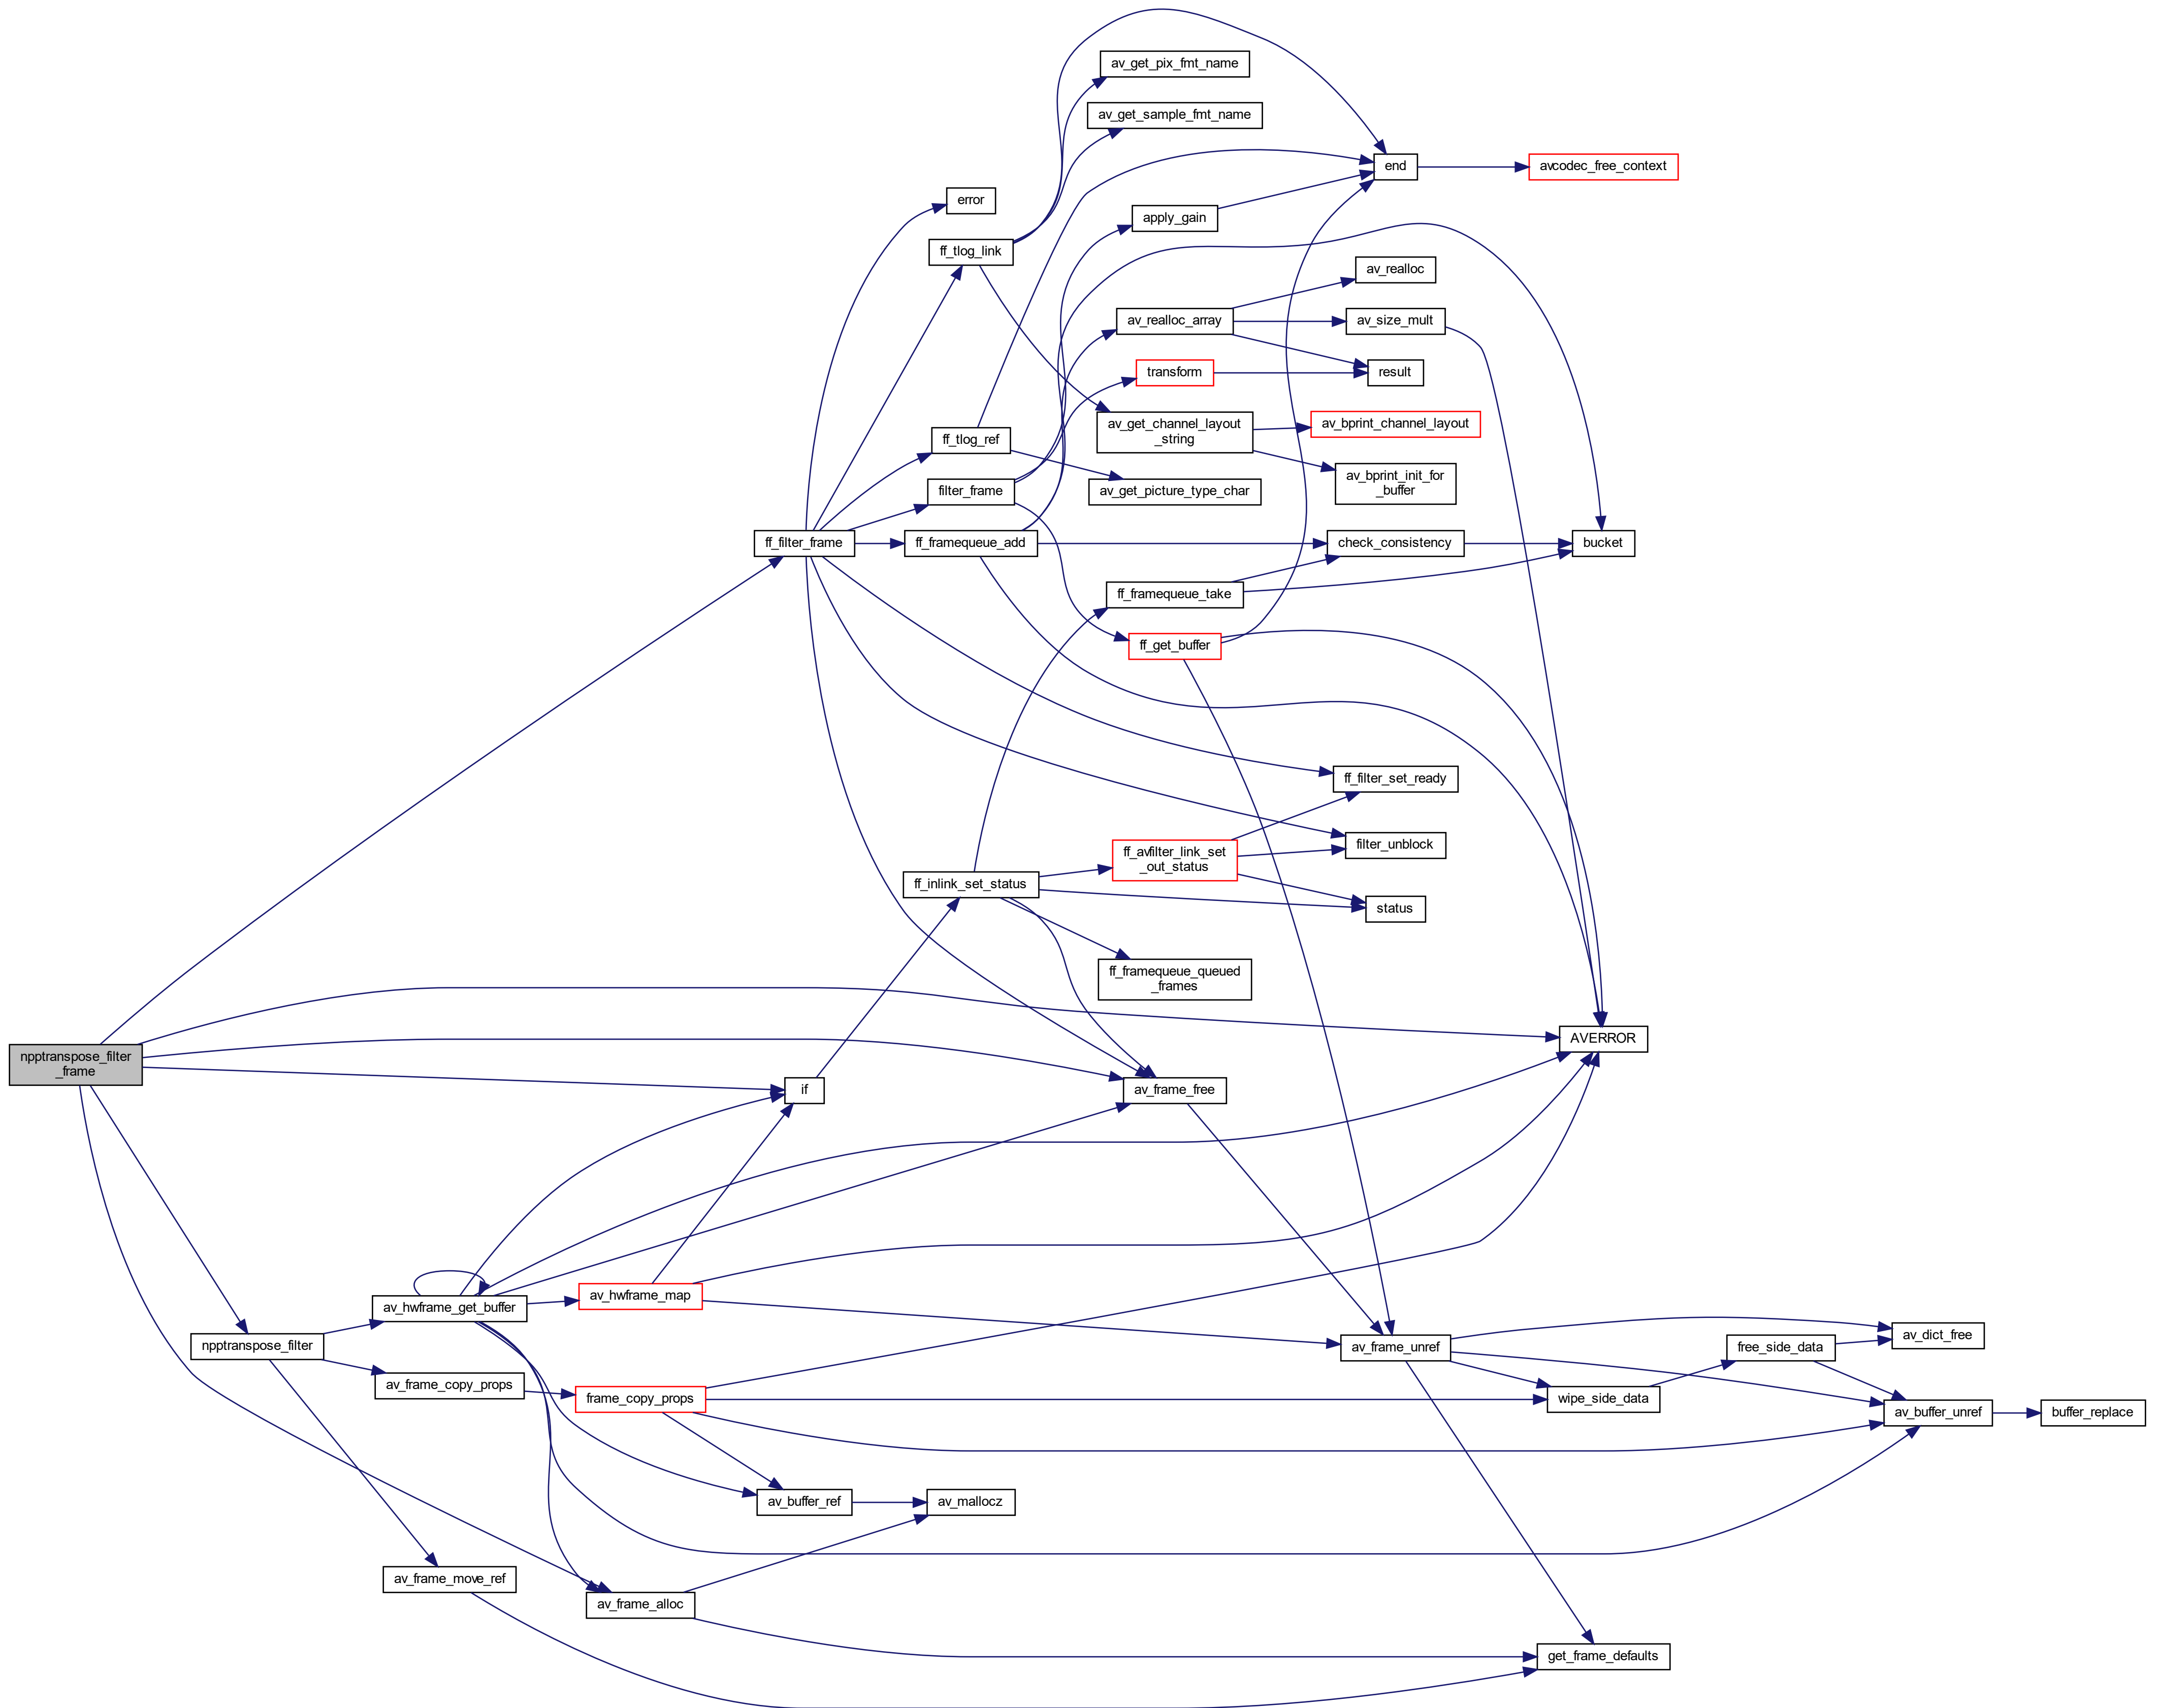 av_get_pix_fmt_name
av_get_sample_fmt_name
end
avcodec_free_context
error
apply_gain
ff_tlog_link
av_realloc
av_realloc_array
av_size_mult
transform
result
av_get_channel_layout
_string
av_bprint_channel_layout
ff_tlog_ref
av_bprint_init_for
_buffer
filter_frame
av_get_picture_type_char
ff_filter_frame
ff_framequeue_add
check_consistency
bucket
ff_framequeue_take
ff_get_buffer
ff_filter_set_ready
filter_unblock
ff_avfilter_link_set
_out_status
ff_inlink_set_status
status
ff_framequeue_queued
_frames
AVERROR
npptranspose_filter
_frame
if
av_frame_free
av_hwframe_map
av_hwframe_get_buffer
npptranspose_filter
av_frame_unref
free_side_data
av_dict_free
av_frame_copy_props
frame_copy_props
wipe_side_data
av_buffer_unref
buffer_replace
av_buffer_ref
av_mallocz
av_frame_move_ref
av_frame_alloc
get_frame_defaults